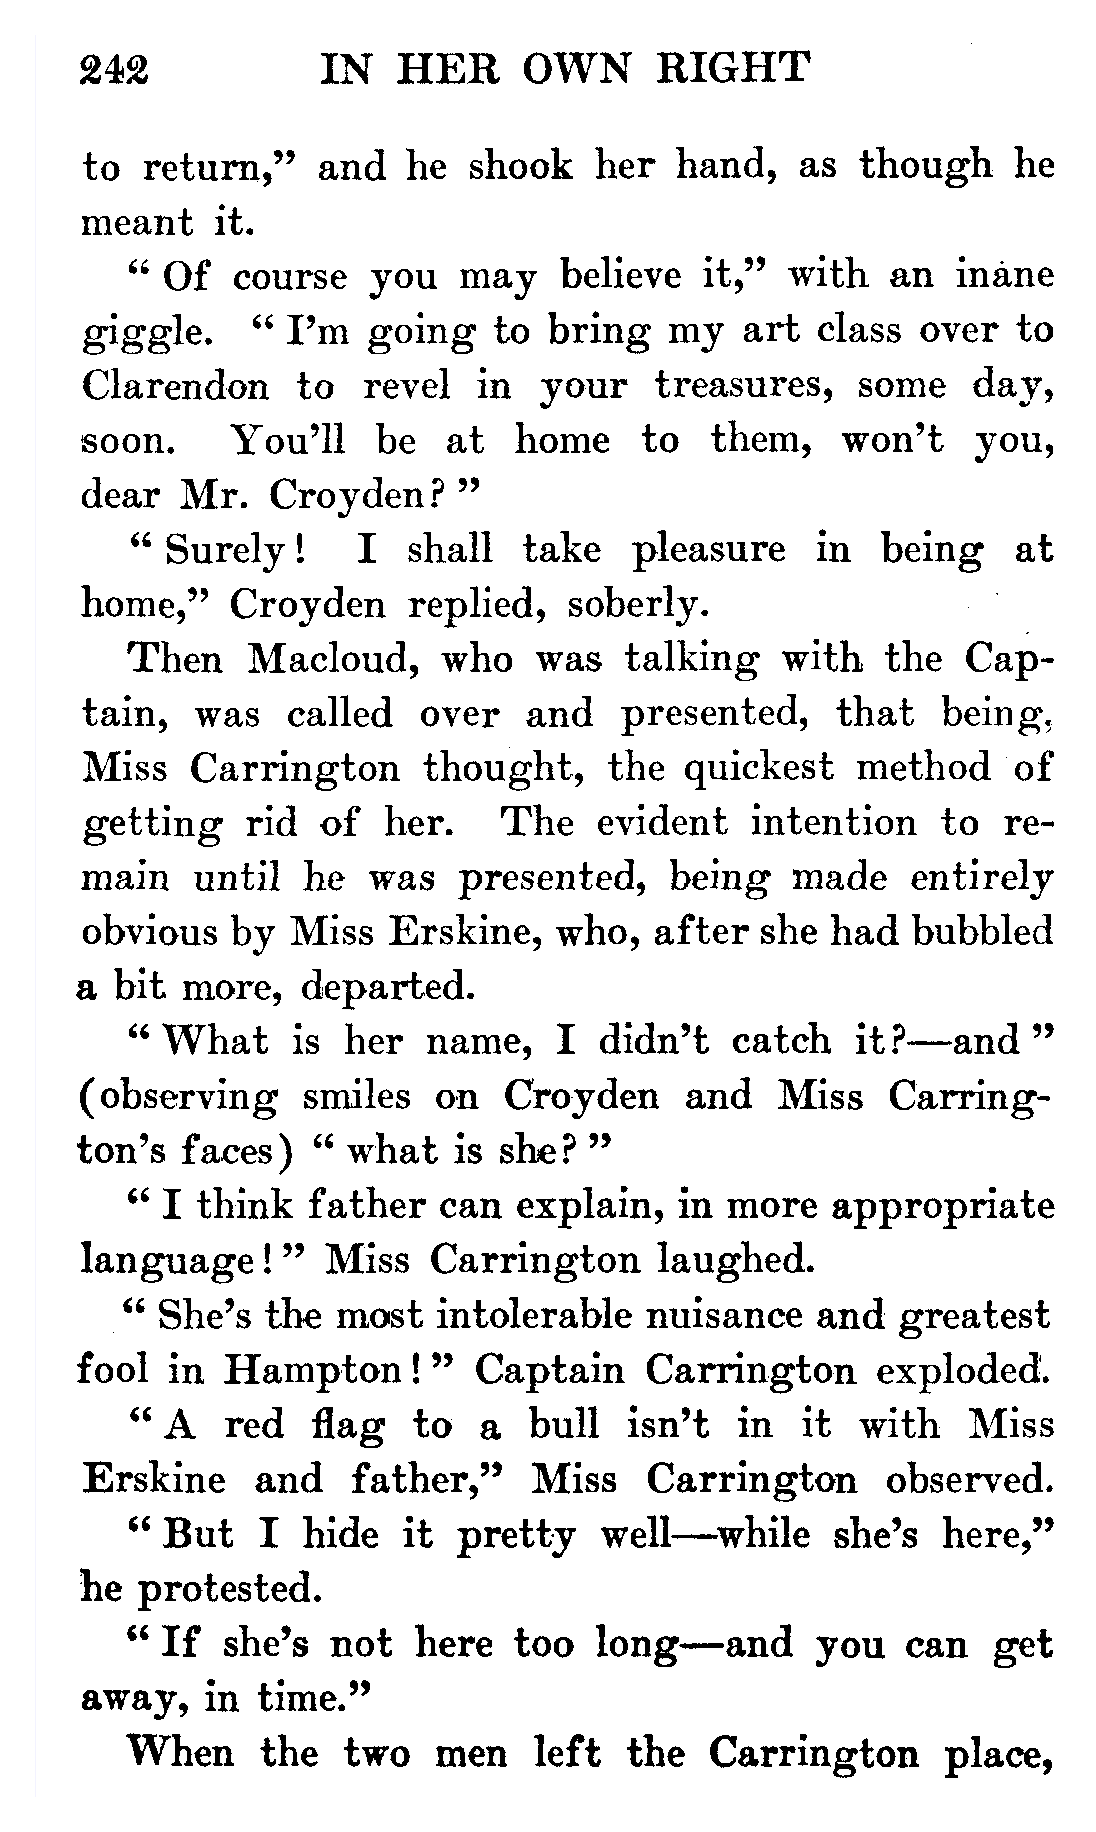 242 IN HER OWN RIGHT
to return,” and he shook her hand, as though he
meant it.
“ Of course you may believe it,” with an inane
giggle. “ I’m going to bring my art class over to
Clarendon to revel in your treasures, some day,
soon. You’ll be at home to them, won’t you,
dear Mr. Croyden? ”
“ Surely! I shall take pleasure in being at
home,” Croyden replied, soberly.
Then Macloud, who was talking with the Cap-
tain, was called over and presented, that being,
Miss Carrington thought, the quickest method of
getting rid of her. The evident intention to re-
main until he was presented, being made entirely
obvious by Miss Erskine, who, after she had bubbled
a bit more, departed.
“ What is her name, I didn’t catch it?—and ”
(observing smiles on Croyden and Miss Carring-
ton’s faces) “ what is she? ”
“ I think father can explain, in more appropriate
language! ” Miss Carrington laughed.
“ She’s the most intolerable nuisance and greatest
fool in Hampton! ” Captain Carrington exploded.
“ A red flag to a bull isn’t in it with Miss
Erskine and father,” Miss Carrington observed.
“ But I hide it pretty well—while she’s here,”
he protested.
“ If she’s not here too long—and you can get
away, in time.”
When the two men left the Carrington place,